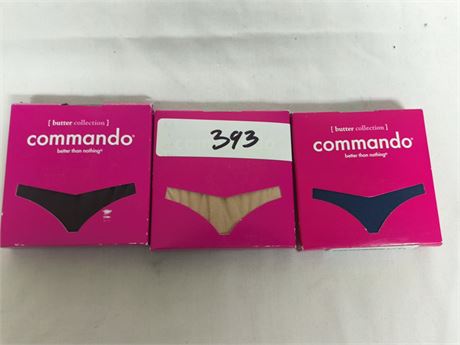 [ butter collection ]
commando®
better than nothing®
393
[ butter collection ]
commando®
better than nothing®